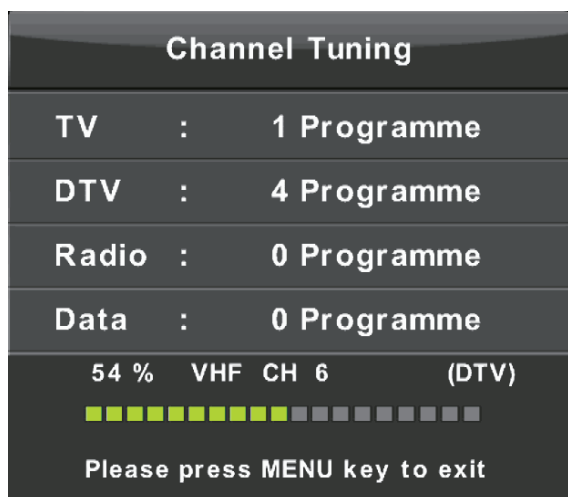 Channel Tuning
TV : 1 Programme
DTV : 4 Programme
Radio : 0 Programme
Data : 0 Programme
54 % VHF CH 6 (DTV)
Please press MENU key to exit